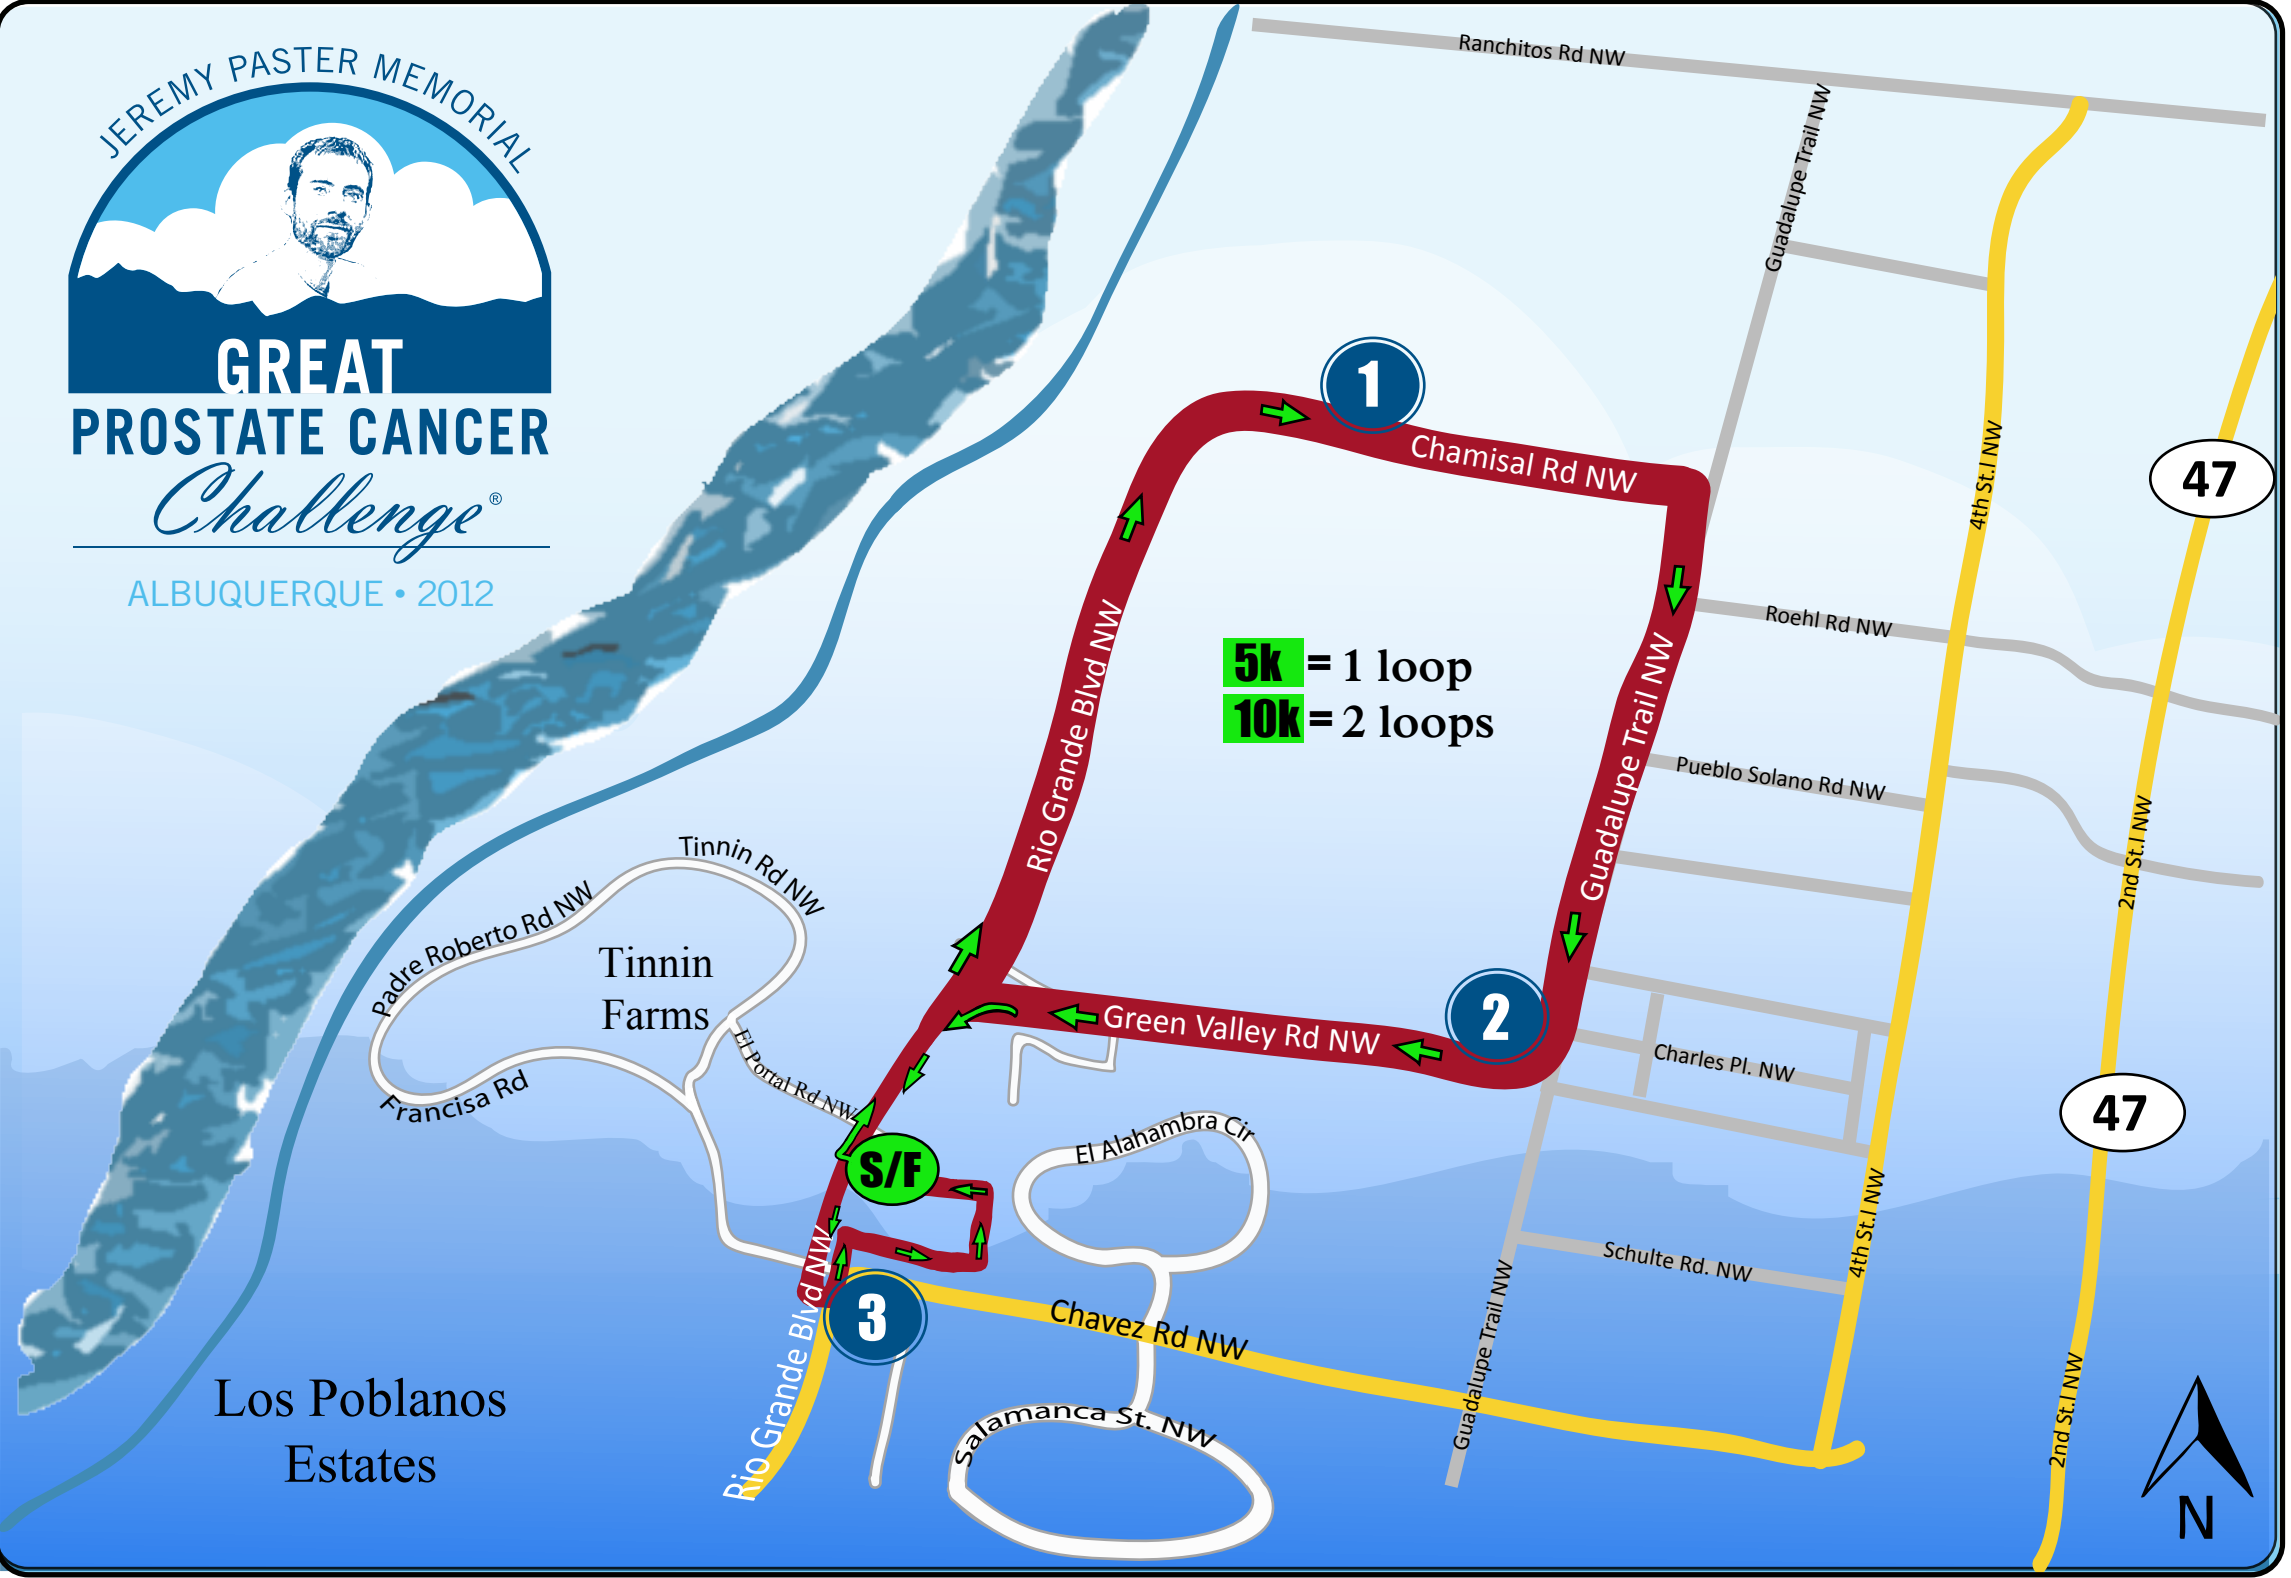 JEREMY PASTER MEMORIAL
GREAT
PROSTATE CANCER
Challenge®
ALBUQUERQUE • 2012
Ranchitos Rd NW
Guadalupe Trail NW
4th St.l NW
47
1
Chamisal Rd NW
Rio Grande Blvd NW
5k = 1 loop
10k = 2 loops
Guadalupe Trail NW
Roehl Rd NW
Pueblo Solano Rd NW
2nd St.l NW
Tinnin Rd NW
Padre Roberto Rd NW
Tinnin
Farms
Francisa Rd
El Portal Rd NW
Green Valley Rd NW
2
Charles Pl. NW
47
S/F
El Alahambra Cir
4th St.l NW
Schulte Rd. NW
Guadalupe Trail NW
3
Chavez Rd NW
Rio Grande Blvd NW
Salamanca St. NW
2nd St.l NW
Los Poblanos
Estates
N